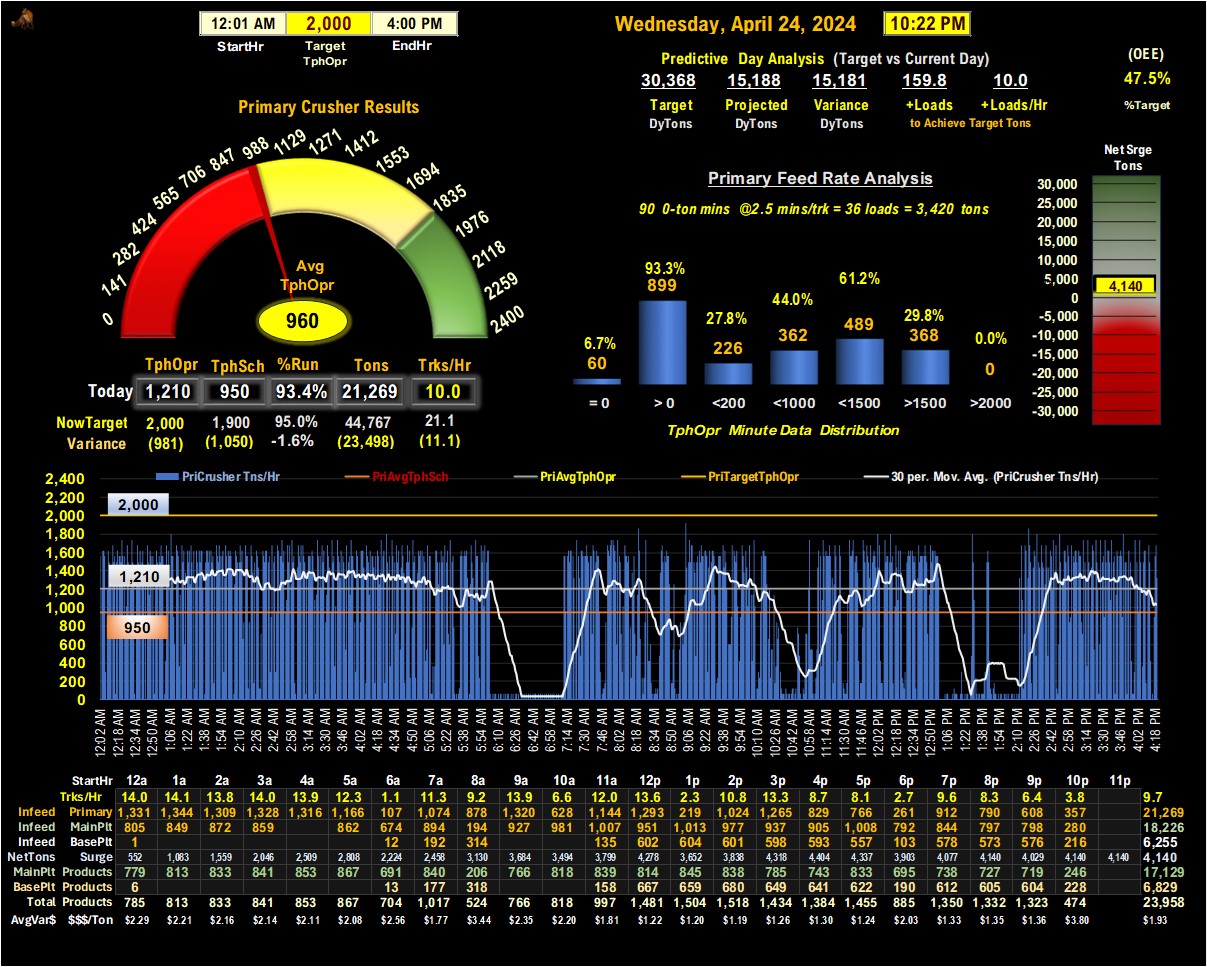 12:01 AM 2,000 4:00 PM
StartHr Target TphOpr EndHr
Wednesday, April 24, 2024 10:22 PM
Predictive Day Analysis (Target vs Current Day)
30,368 15,188 15,181 159.8 10.0
Target Projected Variance +Loads +Loads/Hr
DyTons DyTons DyTons to Achieve Target Tons
(OEE)
47.5%
%Target
Primary Crusher Results
0 141 282 424 565 706 847 988 1129 1271 1412 1553 1694 1835 1976 2118 2259 2400
Avg
TphOpr
960
TphOpr TphSch %Run Tons Trks/Hr
Today 1,210 950 93.4% 21,269 10.0
NowTarget 2,000 1,900 95.0% 44,767 21.1
Variance (981) (1,050) -1.6% (23,498) (11.1)
Primary Feed Rate Analysis
90 0-ton mins @2.5 mins/trk = 36 loads = 3,420 tons
6.7% 93.3% 27.8% 44.0% 61.2% 29.8% 0.0%
60 899 226 362 489 368 0
= 0 > 0 <200 <1000 <1500 >1500 >2000
TphOpr Minute Data Distribution
Net Srge
Tons
30,000
25,000
20,000
15,000
10,000
5,000
4,140
0
-5,000
-10,000
-15,000
-20,000
-25,000
-30,000
PriCrusher Tns/Hr PriAvgTphSch PriAvgTphOpr PriTargetTphOpr 30 per. Mov. Avg. (PriCrusher Tns/Hr)
2,400
2,200
2,000
1,800
1,600
1,400
1,200
1,000
800
600
400
200
0
2,000
1,210
950
12:02 AM 12:18 AM 12:34 AM 12:50 AM 1:06 AM 1:22 AM 1:38 AM 1:54 AM 2:10 AM 2:26 AM 2:42 AM 2:58 AM 3:14 AM 3:30 AM 3:46 AM 4:02 AM 4:18 AM 4:34 AM 4:50 AM 5:06 AM 5:22 AM 5:38 AM 5:54 AM 6:10 AM 6:26 AM 6:42 AM 6:58 AM 7:14 AM 7:30 AM 7:46 AM 8:02 AM 8:18 AM 8:34 AM 8:50 AM 9:06 AM 9:22 AM 9:38 AM 9:54 AM 10:10 AM 10:26 AM 10:42 AM 10:58 AM 11:14 AM 11:30 AM 11:46 AM 12:02 PM 12:18 PM 12:34 PM 12:50 PM 1:06 PM 1:22 PM 1:38 PM 1:54 PM 2:10 PM 2:26 PM 2:42 PM 2:58 PM 3:14 PM 3:30 PM 3:46 PM 4:02 PM 4:18 PM
StartHr 12a 1a 2a 3a 4a 5a 6a 7a 8a 9a 10a 11a 12p 1p 2p 3p 4p 5p 6p 7p 8p 9p 10p 11p
Trks/Hr 14.0 14.1 13.8 14.0 13.9 12.3 1.1 11.3 9.2 13.9 6.6 12.0 13.6 2.3 10.8 13.3 8.7 8.1 2.7 9.6 8.3 6.4 3.8 9.7
Infeed Primary 1,331 1,344 1,309 1,328 1,316 1,166 107 1,074 878 1,320 628 1,144 1,293 219 1,024 1,265 829 766 261 912 790 608 357 21,269
Infeed MainPlt 805 849 872 859 862 674 894 194 927 981 1,007 951 1,013 977 937 905 1,008 792 844 797 798 280 18,226
Infeed BasePlt 1 12 192 314 135 602 604 601 598 593 557 103 578 573 576 216 6,255
NetTons Surge 552 1,083 1,559 2,046 2,509 2,808 2,224 2,458 3,130 3,684 3,494 3,799 4,278 3,652 3,838 4,318 4,404 4,337 3,903 4,077 4,140 4,029 4,140 4,140 4,140
MainPlt Products 779 813 833 841 853 867 691 840 206 766 818 839 814 845 838 785 743 833 695 738 727 719 246 17,129
BasePlt Products 6 13 177 318 158 667 659 680 649 641 622 190 612 605 604 228 6,829
Total Products 785 813 833 841 853 867 704 1,017 524 766 818 997 1,481 1,504 1,518 1,434 1,384 1,455 885 1,350 1,332 1,323 474 23,958
AvgVar$ $$$/Ton $2.29 $2.21 $2.16 $2.14 $2.11 $2.08 $2.56 $1.77 $3.44 $2.35 $2.20 $1.81 $1.22 $1.20 $1.19 $1.26 $1.30 $1.24 $2.03 $1.33 $1.35 $1.36 $3.80 $1.93